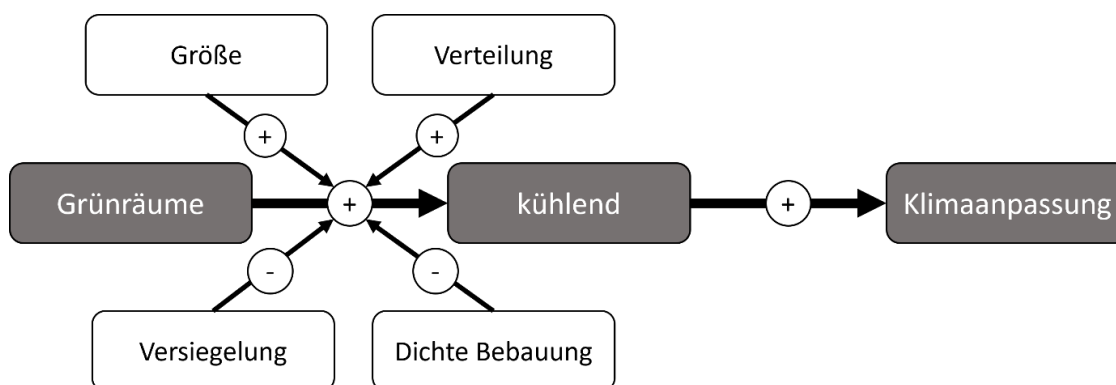 Größe
Verteilung
+
+
Grünräume
+
kühlend
+
Klimaanpassung
-
-
Versiegelung
Dichte Bebauung